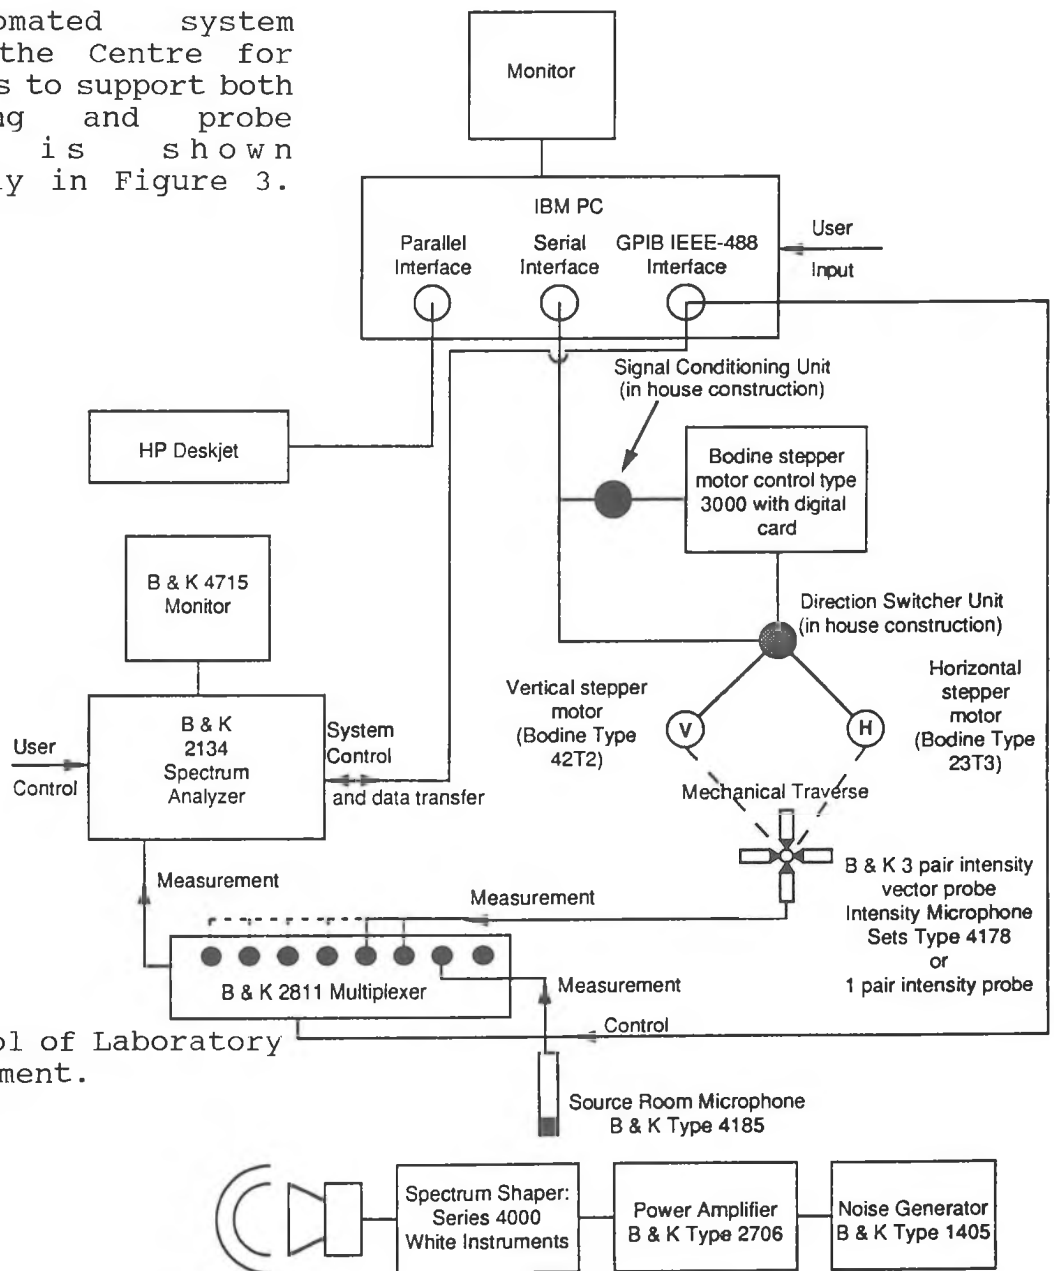 omated system
the Centre for
s to support both
ng and probe
is shown
y in Figure 3.
Monitor
IBM PC
Parallel
Interface
Serial
Interface
GPIB IEEE-488
Interface
User
Input
Signal Conditioning Unit
(in house construction)
HP Deskjet
Bodine stepper
motor control type
3000 with digital
card
B & K 4715
Monitor
Direction Switcher Unit
(in house construction)
Vertical stepper
motor
(Bodine Type
42T2)
V
H
Horizontal
stepper
motor
(Bodine Type
23T3)
User
Control
B & K
2134
Spectrum
Analyzer
System
Control
and data transfer
Mechanical Traverse
B & K 3 pair intensity
vector probe
Intensity Microphone
Sets Type 4178
or
1 pair intensity probe
Measurement
Measurement
B & K 2811 Multiplexer
Measurement
Control
ol of Laboratory
ment.
Source Room Microphone
B & K Type 4185
Spectrum Shaper:
Series 4000
White Instruments
Power Amplifier
B & K Type 2706
Noise Generator
B & K Type 1405